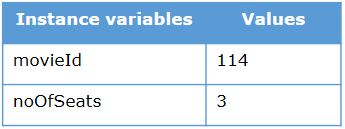 Instance variables Values
movieId 114
noOfSeats 3